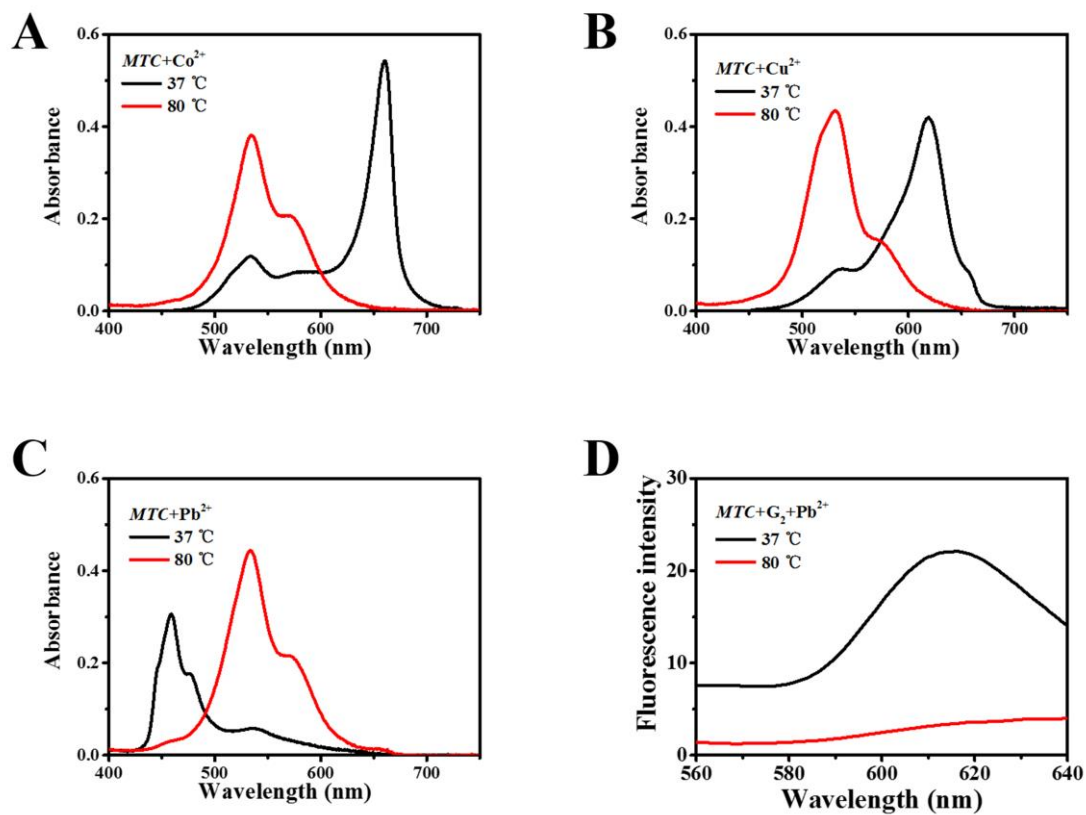 A
MTC+Co²⁺
37 ℃
80 ℃
0.6
0.4
0.2
0.0
Absorbance
400 500 600 700
Wavelength (nm)
B
MTC+Cu²⁺
37 ℃
80 ℃
0.6
0.4
0.2
0.0
Absorbance
400 500 600 700
Wavelength (nm)
C
MTC+Pb²⁺
37 ℃
80 ℃
0.6
0.4
0.2
0.0
Absorbance
400 500 600 700
Wavelength (nm)
D
MTC+G₂+Pb²⁺
37 ℃
80 ℃
30
20
10
0
Fluorescence intensity
560 580 600 620 640
Wavelength (nm)